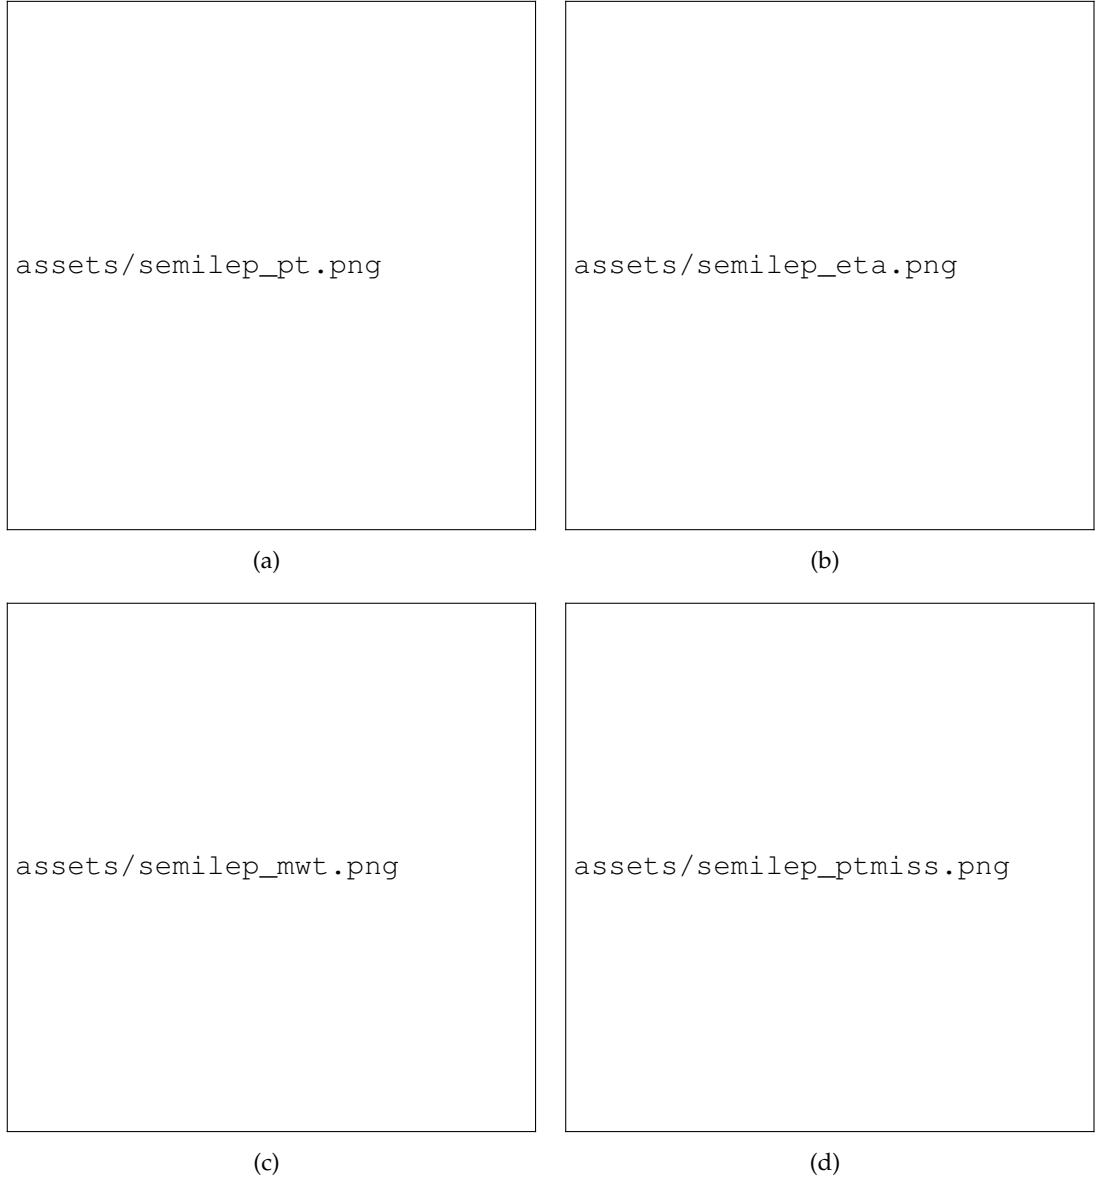 assets/semilep_pt.png
assets/semilep_eta.png
(a)
(b)
assets/semilep_mwt.png
assets/semilep_ptmiss.png
(c)
(d)